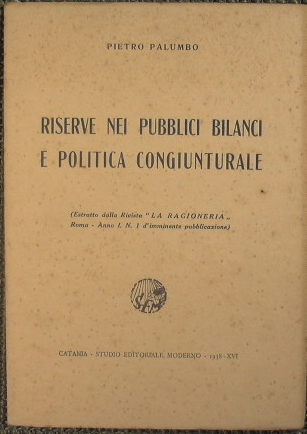 PIETRO PALUMBO
RISERVE NEI PUBBLICI BILANCI
E POLITICA CONGIUNTURALE
(Estratto dalla Rivista "LA RAGIONERIA„
Roma - Anno I. N. 1 d'imminente pubblicazione)
SEM
CATANIA - STUDIO EDITORIALE MODERNO - 1938-XVI